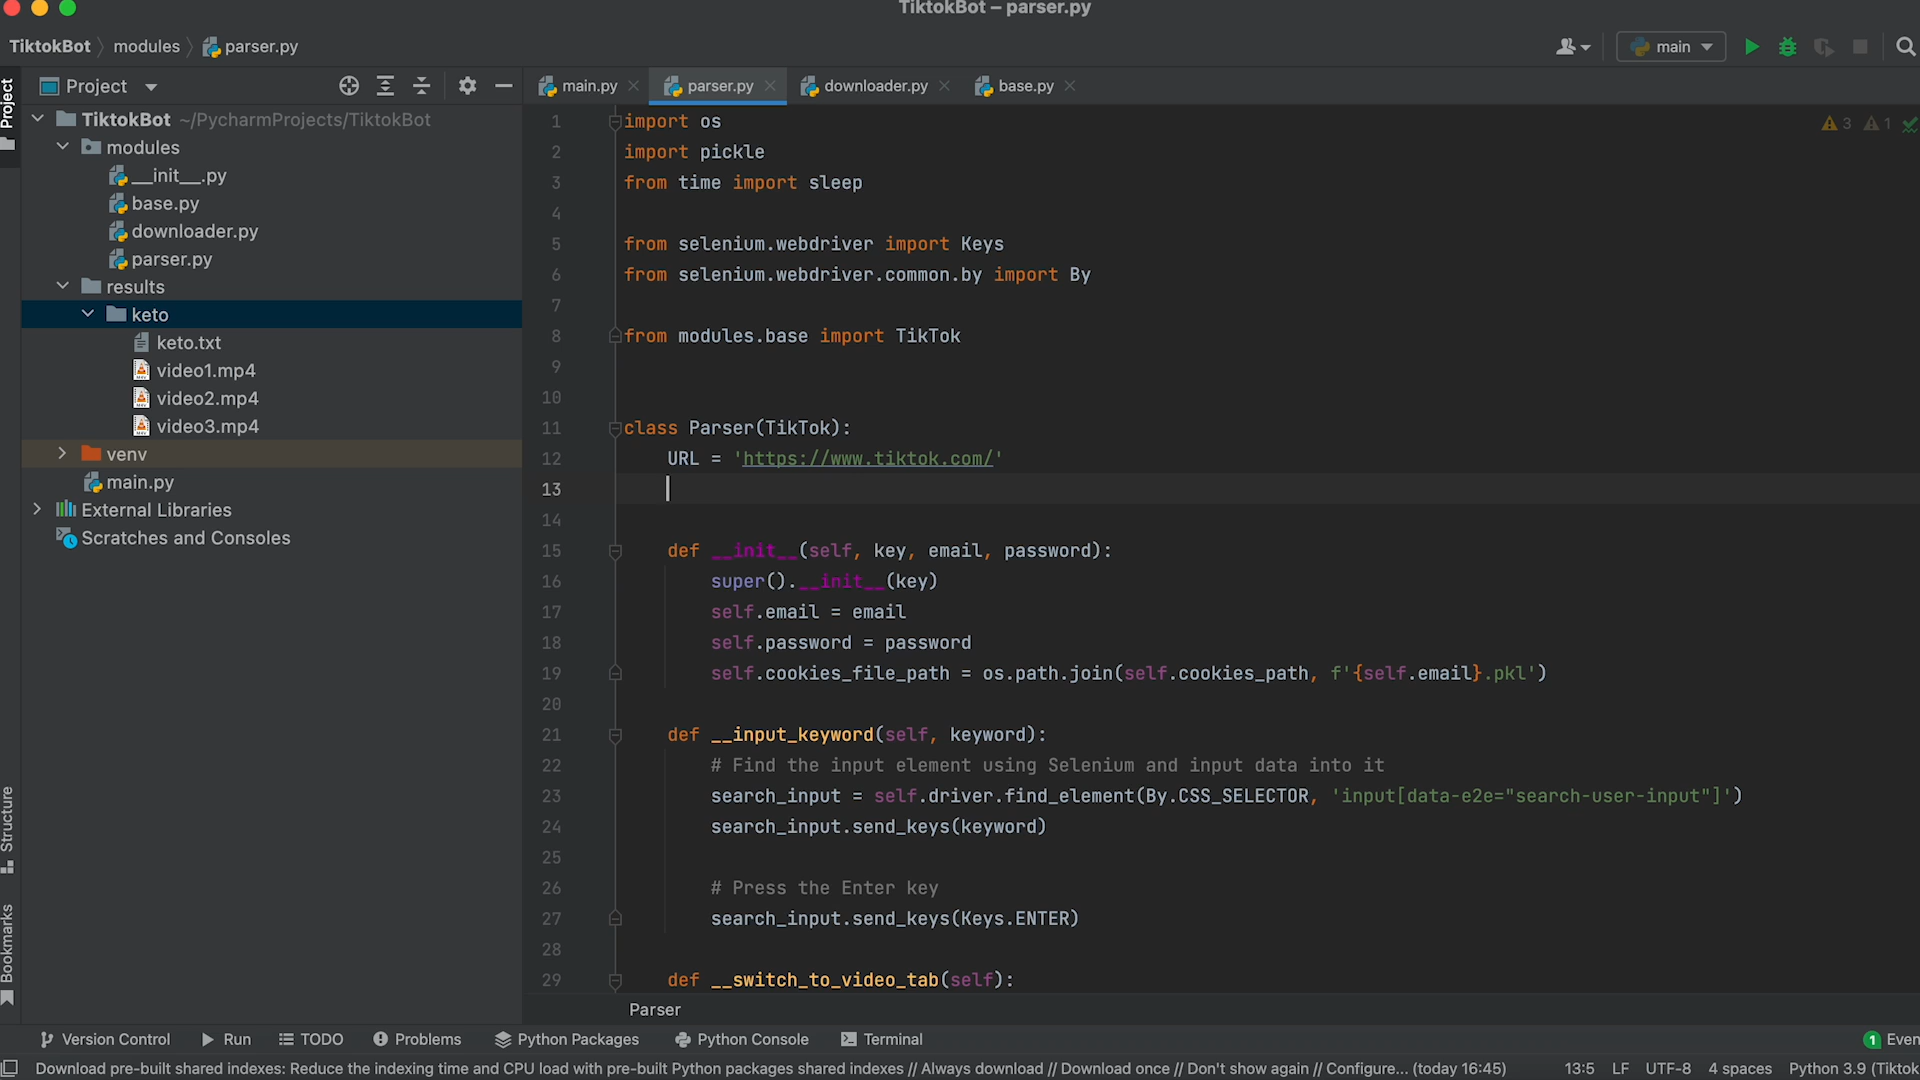 TiktokBot – parser.py
TiktokBot modules parser.py
main
Project
main.py parser.py downloader.py base.py
Project
TiktokBot ~/PycharmProjects/TiktokBot
modules
__init__.py
base.py
downloader.py
parser.py
results
keto
keto.txt
video1.mp4
video2.mp4
video3.mp4
venv
main.py
External Libraries
Scratches and Consoles
Structure
Bookmarks
3 1
1 import os
2 import pickle
3 from time import sleep
4
5 from selenium.webdriver import Keys
6 from selenium.webdriver.common.by import By
7
8 from modules.base import TikTok
9
10
11 class Parser(TikTok):
12 URL = 'https://www.tiktok.com/'
13
14
15 def __init__(self, key, email, password):
16 super().__init__(key)
17 self.email = email
18 self.password = password
19 self.cookies_file_path = os.path.join(self.cookies_path, f'{self.email}.pkl')
20
21 def __input_keyword(self, keyword):
22 # Find the input element using Selenium and input data into it
23 search_input = self.driver.find_element(By.CSS_SELECTOR, 'input[data-e2e="search-user-input"]')
24 search_input.send_keys(keyword)
25
26 # Press the Enter key
27 search_input.send_keys(Keys.ENTER)
28
29 def __switch_to_video_tab(self):
Parser
Version Control Run TODO Problems Python Packages Python Console Terminal 1 Even
Download pre-built shared indexes: Reduce the indexing time and CPU load with pre-built Python packages shared indexes // Always download // Download once // Don't show again // Configure... (today 16:45) 13:5 LF UTF-8 4 spaces Python 3.9 (Tiktok